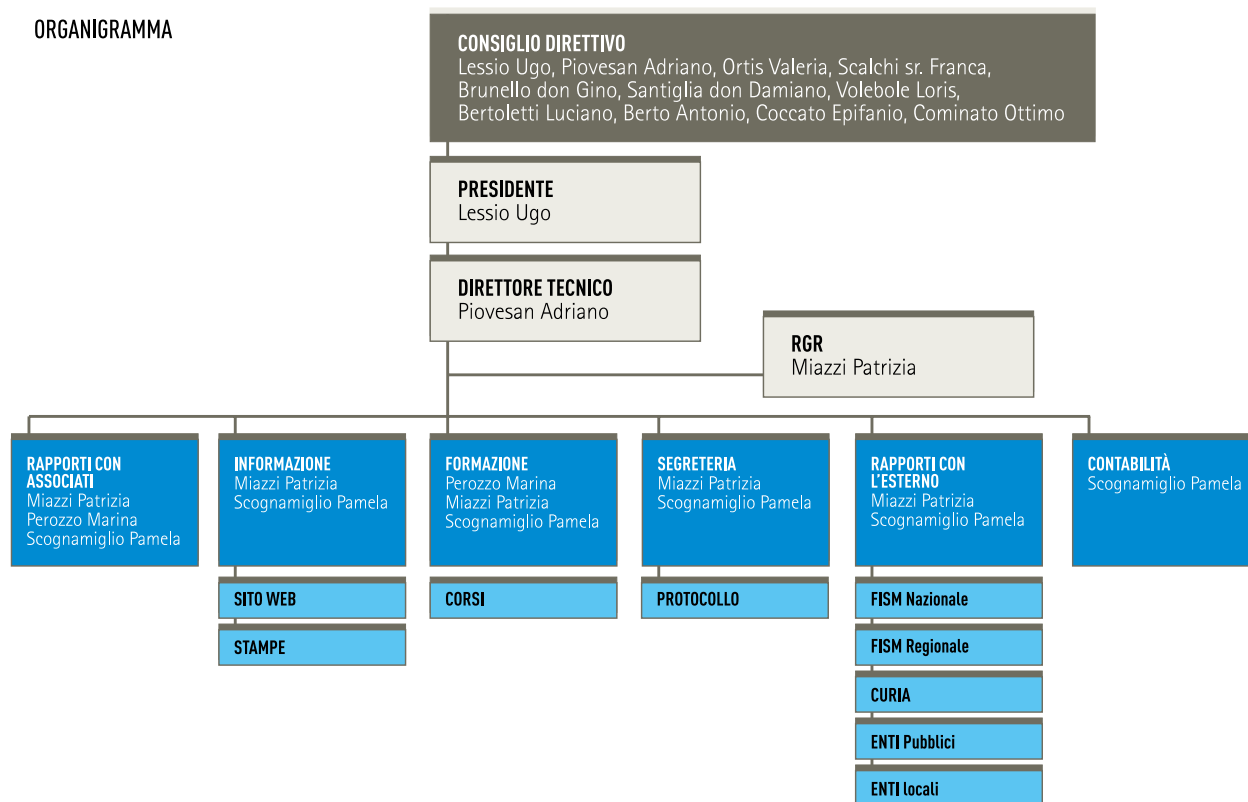 ORGANIGRAMMA
CONSIGLIO DIRETTIVO
Lessio Ugo, Piovesan Adriano, Ortis Valeria, Scalchi sr. Franca,
Brunello don Gino, Santiglia don Damiano, Volebole Loris,
Bertoletti Luciano, Berto Antonio, Coccato Epifanio, Cominato Ottimo
PRESIDENTE
Lessio Ugo
DIRETTORE TECNICO
Piovesan Adriano
RGR
Miazzi Patrizia
RAPPORTI CON
ASSOCIATI
Miazzi Patrizia
Perozzo Marina
Scognamiglio Pamela
INFORMAZIONE
Miazzi Patrizia
Scognamiglio Pamela
SITO WEB
STAMPE
FORMAZIONE
Perozzo Marina
Miazzi Patrizia
Scognamiglio Pamela
CORSI
SEGRETERIA
Miazzi Patrizia
Scognamiglio Pamela
PROTOCOLLO
RAPPORTI CON
L'ESTERNO
Miazzi Patrizia
Scognamiglio Pamela
FISM Nazionale
FISM Regionale
CURIA
ENTI Pubblici
ENTI locali
CONTABILITÀ
Scognamiglio Pamela